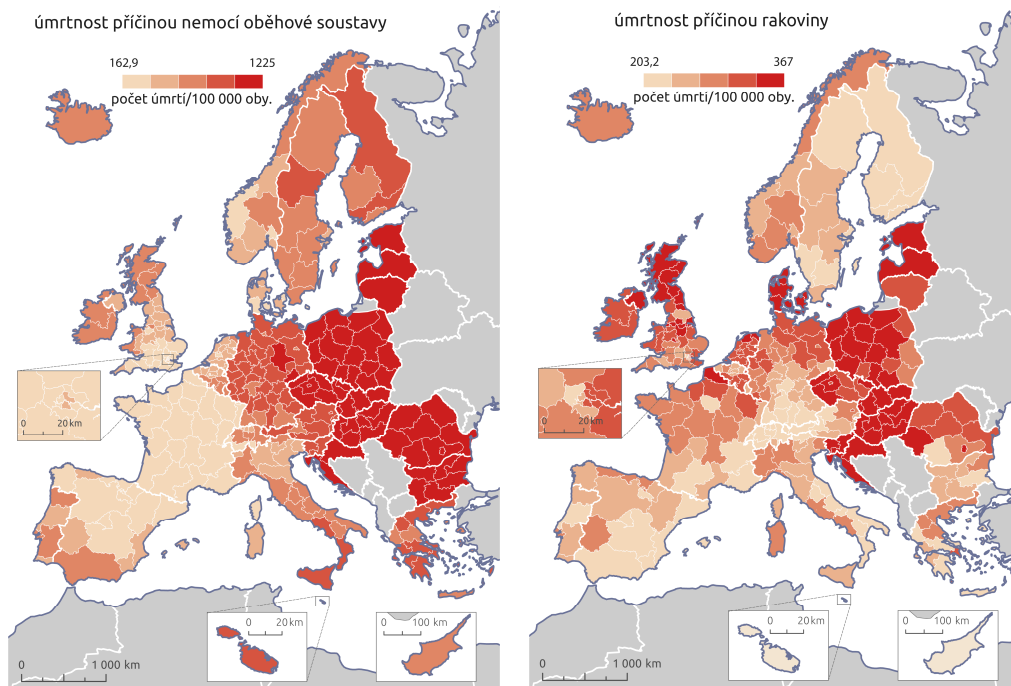 úmrtnost příčinou nemocí oběhové soustavy
162,9 1225
počet úmrtí/100 000 oby.
0 20 km
0 20 km
0 100 km
0 1 000 km
úmrtnost příčinou rakoviny
203,2 367
počet úmrtí/100 000 oby.
0 20 km
0 20 km
0 100 km
0 1 000 km